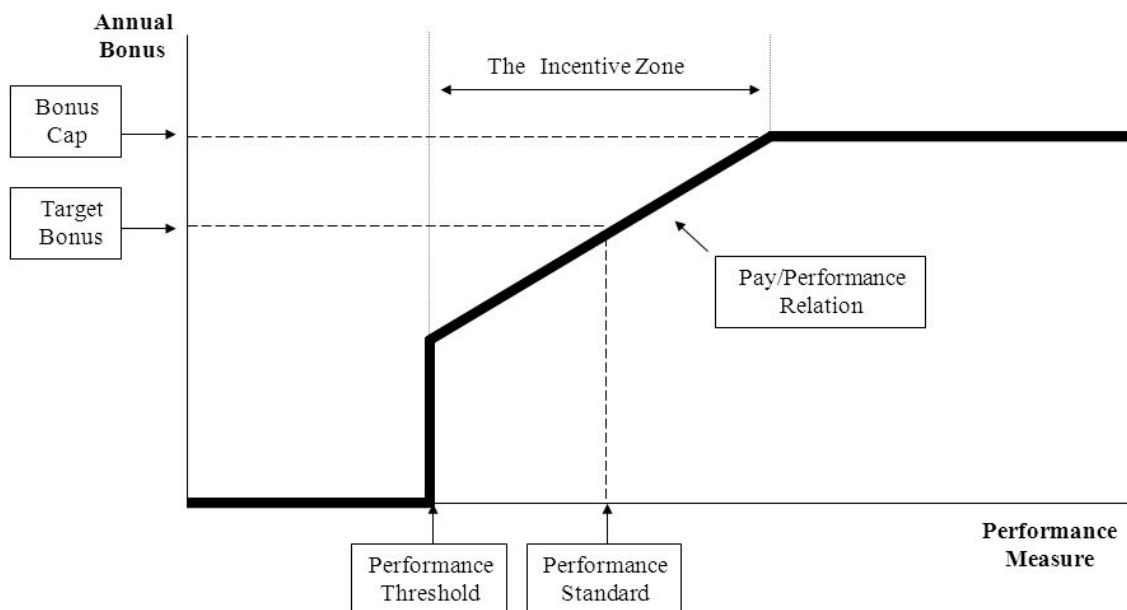 Annual
Bonus
The Incentive Zone
Bonus
Cap
Target
Bonus
Pay/Performance
Relation
Performance
Measure
Performance
Threshold
Performance
Standard